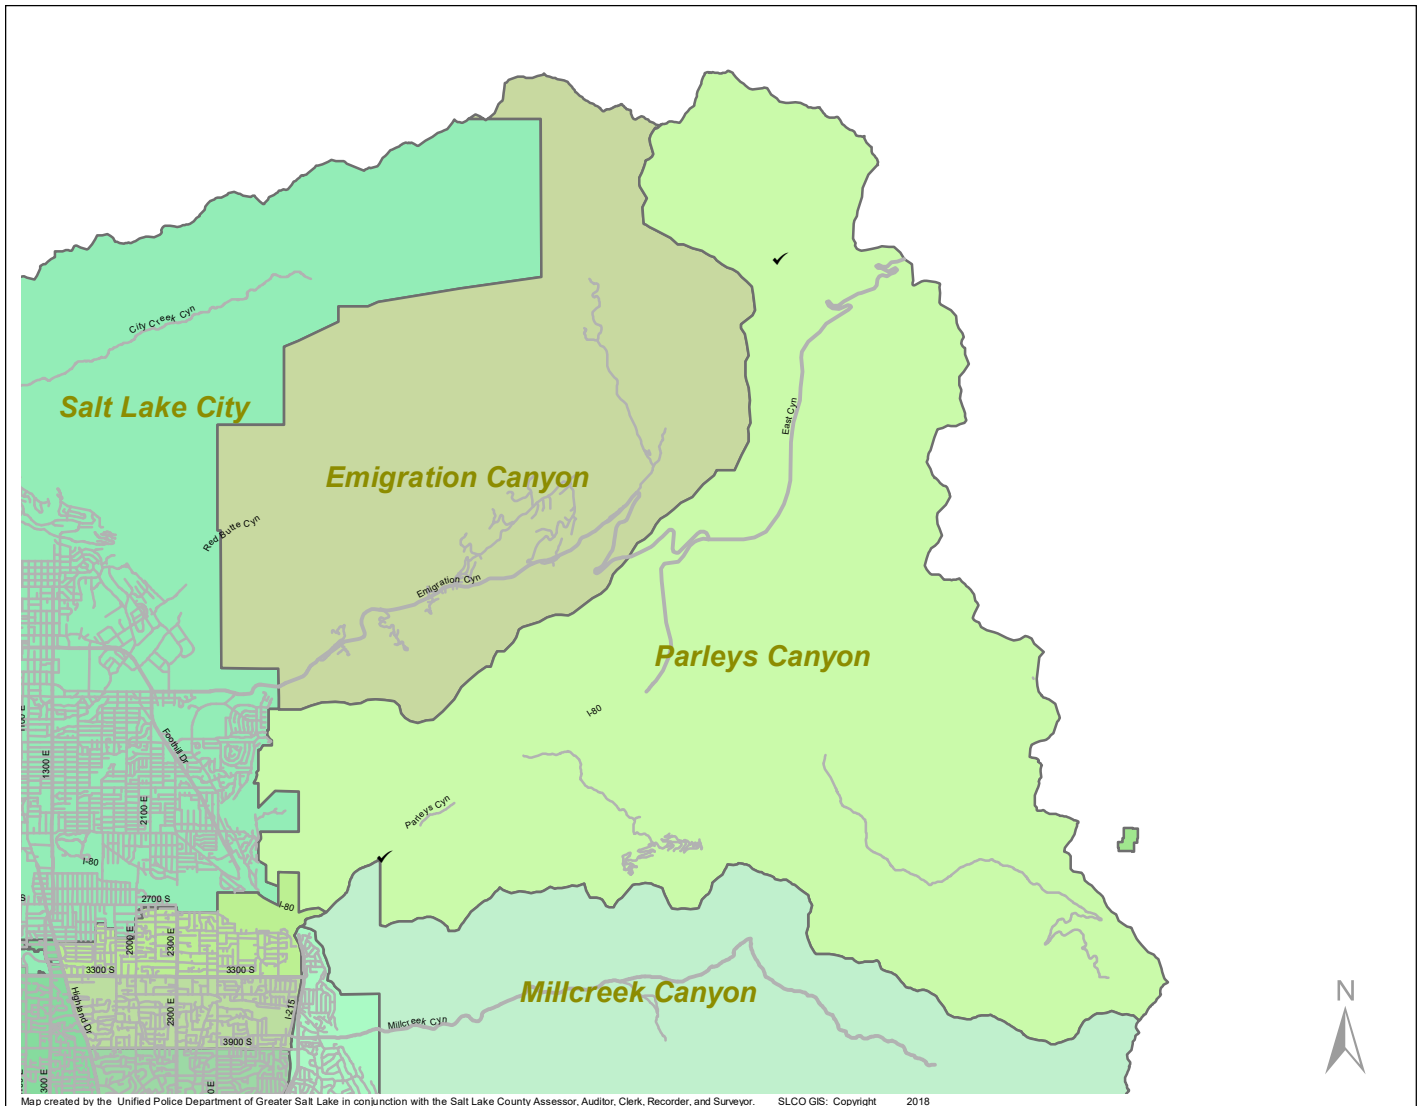 City Creek Cyn
Salt Lake City
East Cyn
Emigration Canyon
Red Butte Cyn
Emigration Cyn
Parleys Canyon
I-80
Foothill Dr
1300 E
2100 E
Parleys Cyn
I-80
2700 S
S
I-80
2000 E
2300 E
3300 S
3300 S
Millcreek Canyon
N
Highland Dr
2300 E
I-215
Millcreek Cyn
3900 S
300 E
0 E
Map created by the Unified Police Department of Greater Salt Lake in conjunction with the Salt Lake County Assessor, Auditor, Clerk, Recorder, and Surveyor. SLCO GIS: Copyright 2018